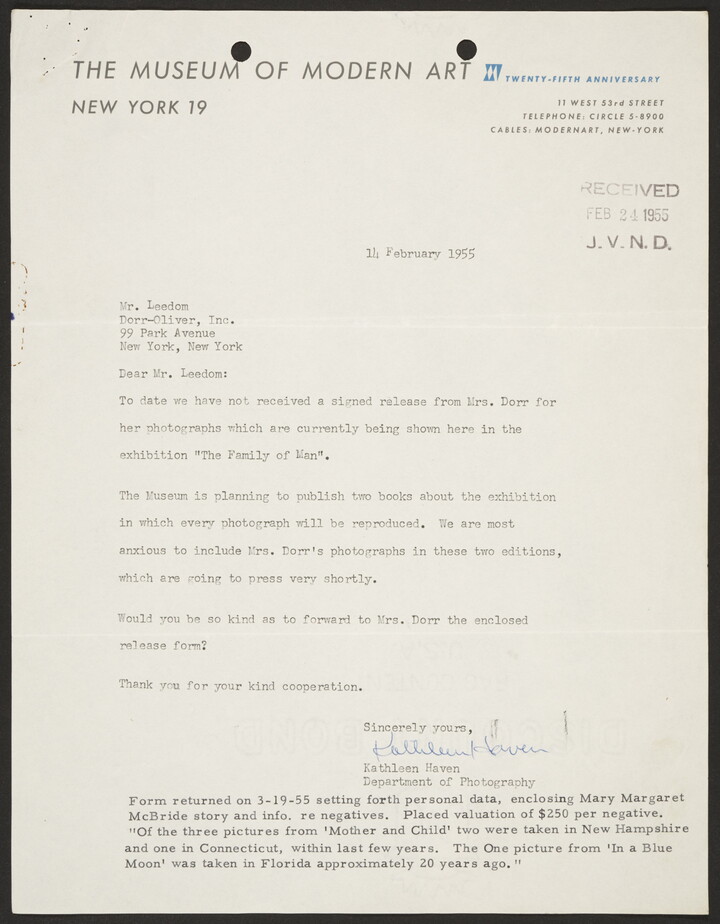 THE MUSEUM OF MODERN ART TWENTY-FIFTH ANNIVERSARY
NEW YORK 19
11 WEST 53rd STREET
TELEPHONE: CIRCLE 5-8900
CABLES: MODERNART, NEW-YORK
RECEIVED
FEB 24 1955
J. V. N. D.
14 February 1955
Mr. Leedom
Dorr-Oliver, Inc.
99 Park Avenue
New York, New York
Dear Mr. Leedom:
To date we have not received a signed release from Mrs. Dorr for
her photographs which are currently being shown here in the
exhibition "The Family of Man".
The Museum is planning to publish two books about the exhibition
in which every photograph will be reproduced. We are most
anxious to include Mrs. Dorr's photographs in these two editions,
which are going to press very shortly.
Would you be so kind as to forward to Mrs. Dorr the enclosed
release form?
Thank you for your kind cooperation.
Sincerely yours,
Kathleen Haven
Kathleen Haven
Department of Photography
Form returned on 3-19-55 setting forth personal data, enclosing Mary Margaret
McBride story and info. re negatives. Placed valuation of $250 per negative.
"Of the three pictures from 'Mother and Child' two were taken in New Hampshire
and one in Connecticut, within last few years. The One picture from 'In a Blue
Moon' was taken in Florida approximately 20 years ago."